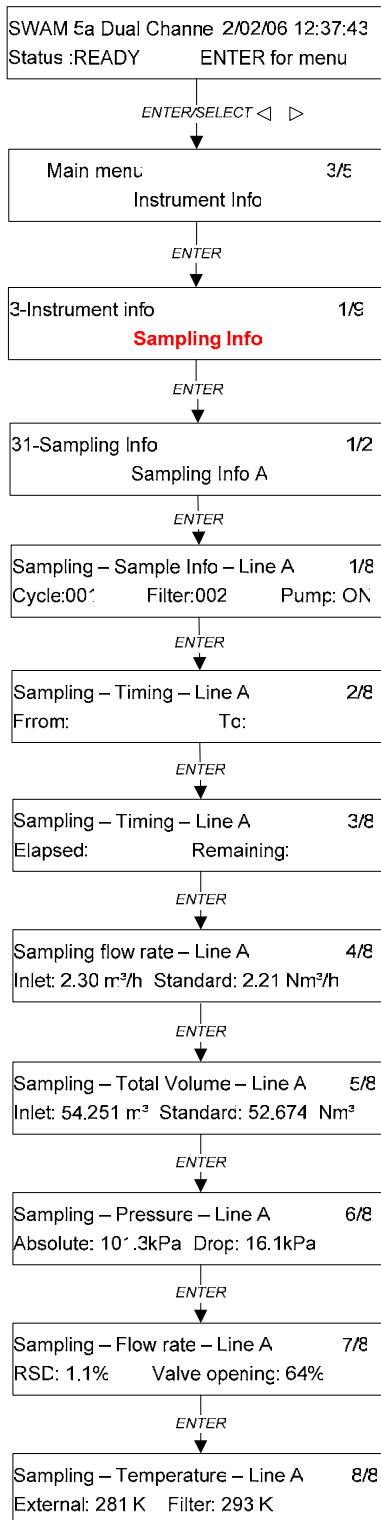 SWAM 5a Dual Channe 2/02/06 12:37:43
Status :READY ENTER for menu
ENTER/SELECT ◁ ▷
Main menu 3/5
Instrument Info
ENTER
3-Instrument info 1/9
Sampling Info
ENTER
31-Sampling Info 1/2
Sampling Info A
ENTER
Sampling – Sample Info – Line A 1/8
Cycle:001 Filter:002 Pump: ON
ENTER
Sampling – Timing – Line A 2/8
Frrom: To:
ENTER
Sampling – Timing – Line A 3/8
Elapsed: Remaining:
ENTER
Sampling flow rate – Line A 4/8
Inlet: 2.30 m³/h Standard: 2.21 Nm³/h
ENTER
Sampling – Total Volume – Line A 5/8
Inlet: 54.251 m³ Standard: 52.674 Nm³
ENTER
Sampling – Pressure – Line A 6/8
Absolute: 101.3kPa Drop: 16.1kPa
ENTER
Sampling – Flow rate – Line A 7/8
RSD: 1.1% Valve opening: 64%
ENTER
Sampling – Temperature – Line A 8/8
External: 281 K Filter: 293 K